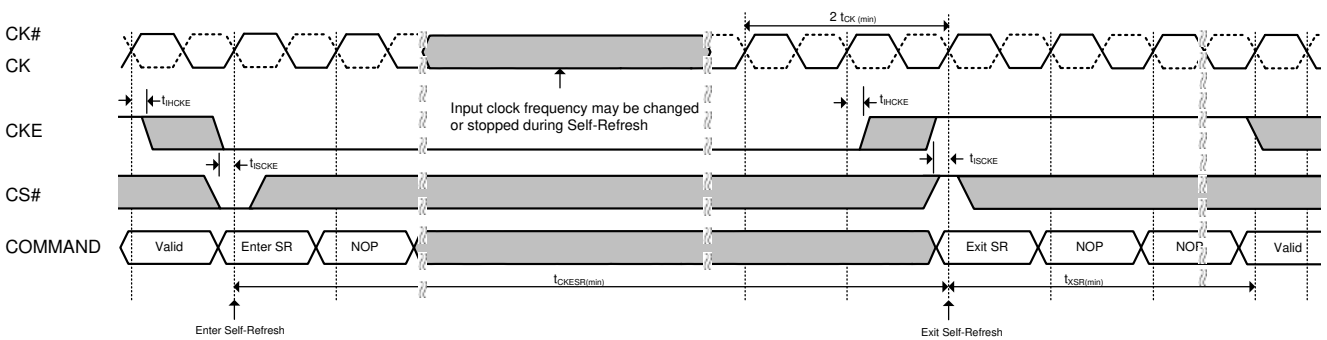 2 tCK (min)
CK#
CK
Input clock frequency may be changed
or stopped during Self-Refresh
tIHCKE
tIHCKE
CKE
tISCKE
tISCKE
CS#
COMMAND
Valid
Enter SR
NOP
Exit SR
NOP
NOP
Valid
tCKESR(min)
tXSR(min)
Enter Self-Refresh
Exit Self-Refresh